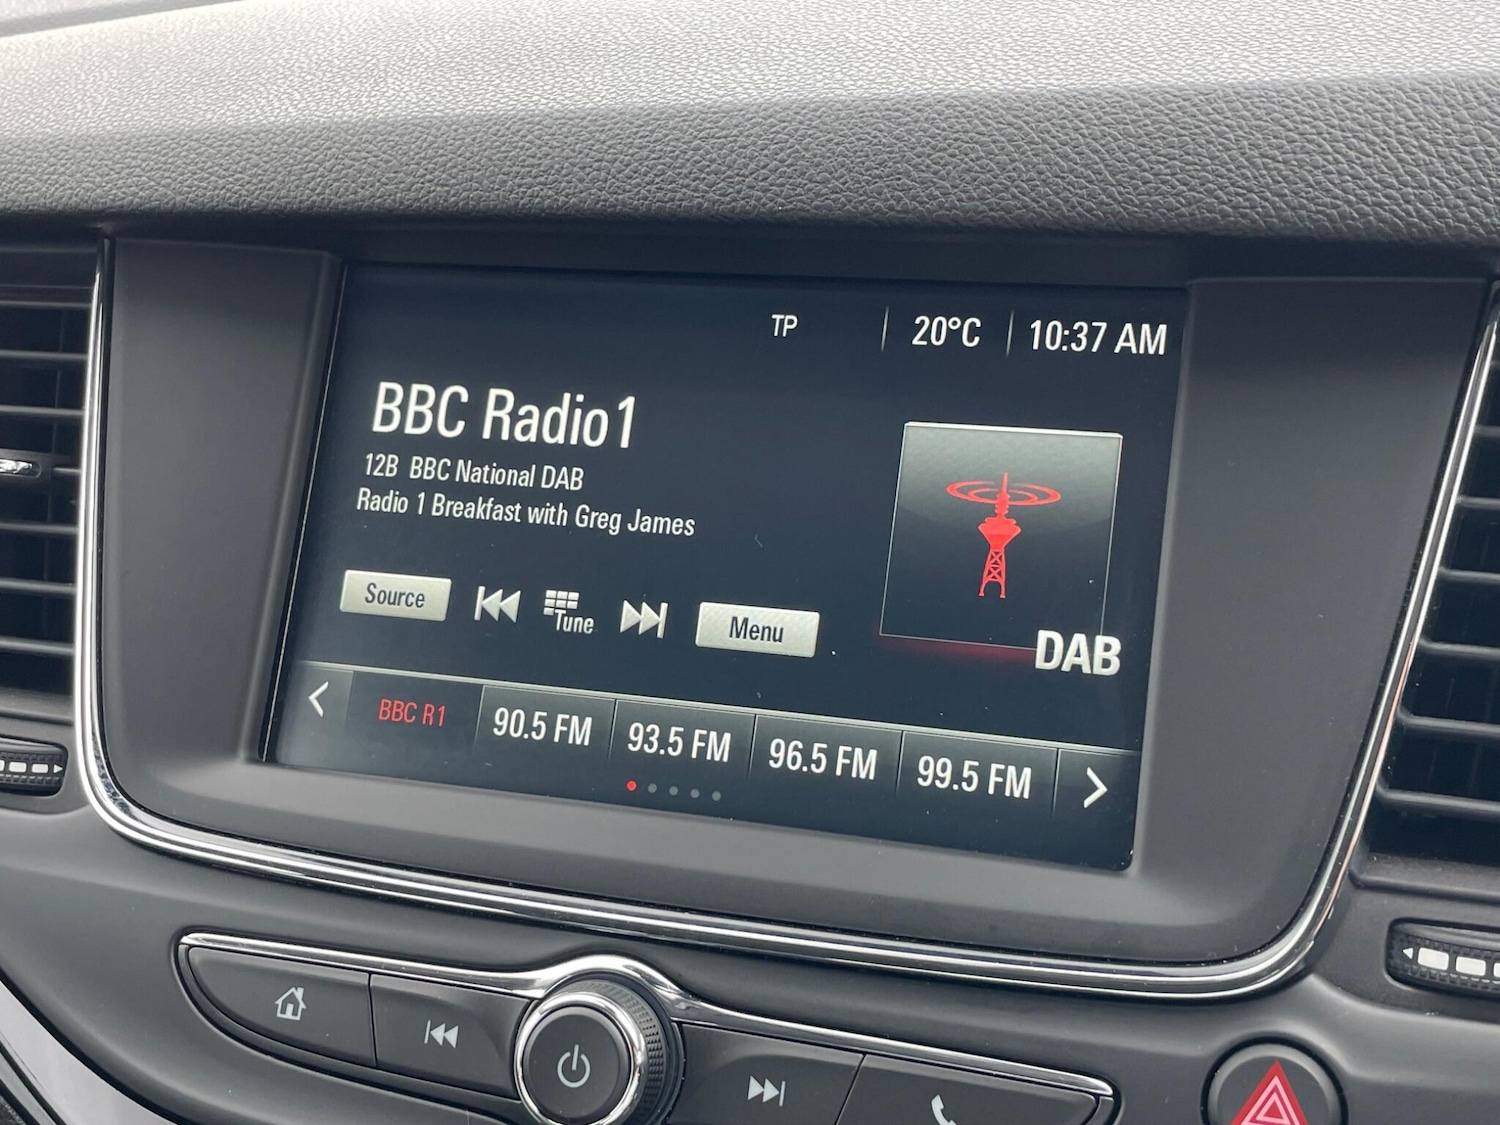 TP 20°C 10:37 AM
BBC Radio1
12B BBC National DAB
Radio 1 Breakfast with Greg James
Source Tune Menu
DAB
BBC R1 90.5 FM 93.5 FM 96.5 FM 99.5 FM